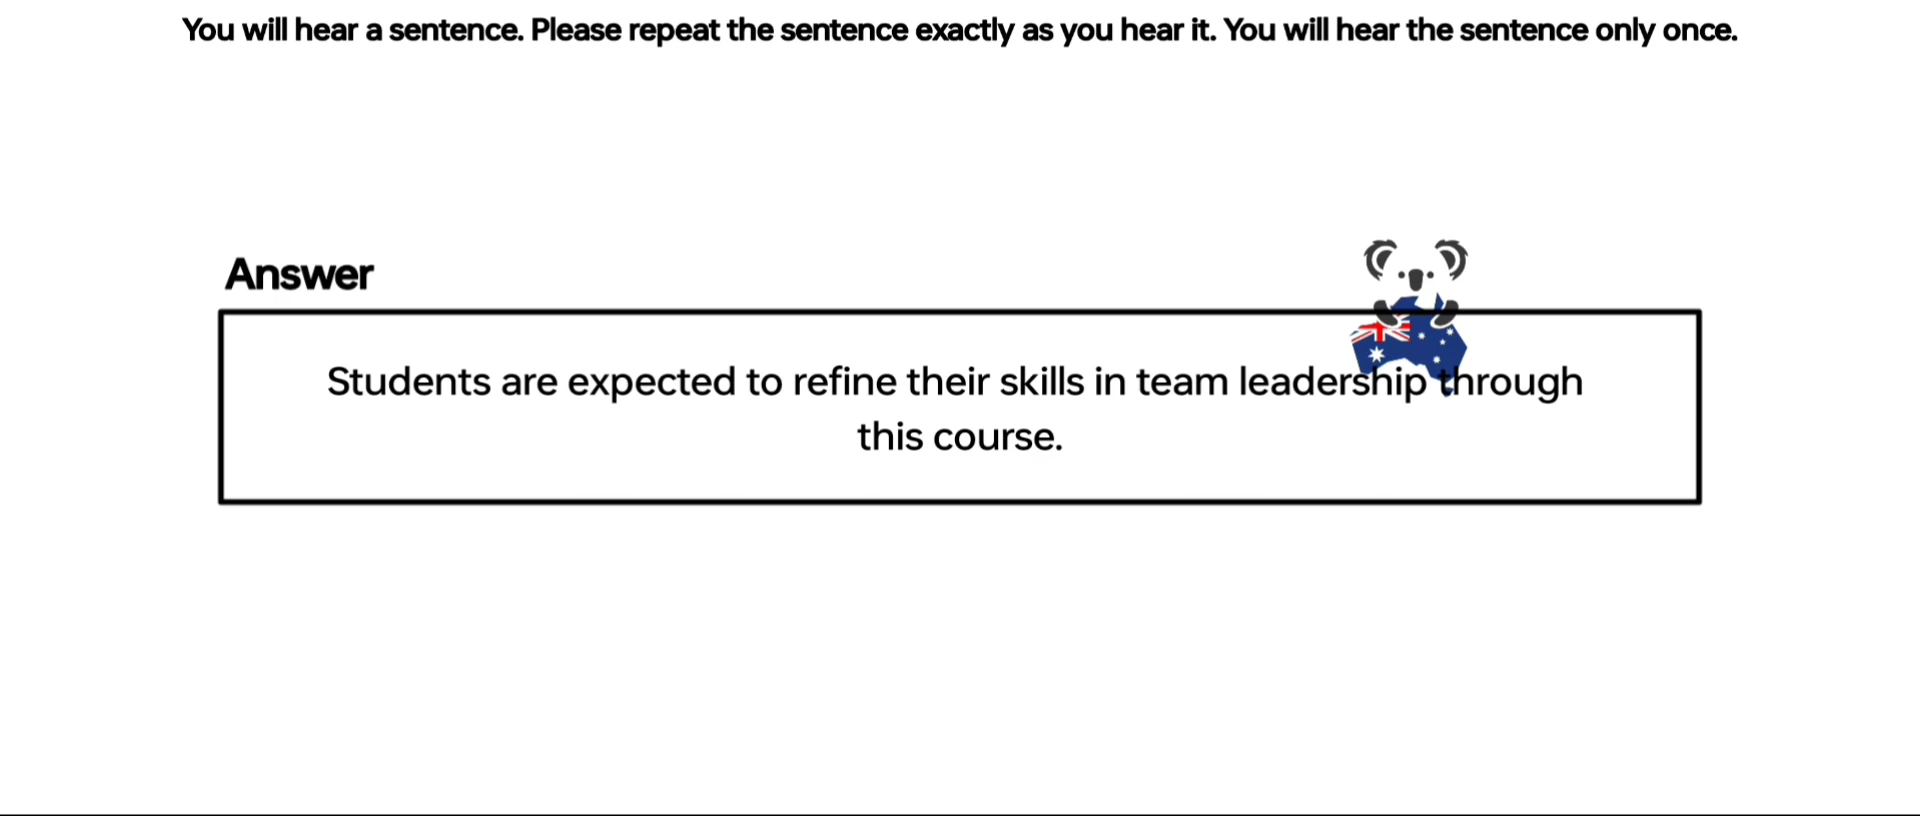 You will hear a sentence. Please repeat the sentence exactly as you hear it. You will hear the sentence only once.
Answer
Students are expected to refine their skills in team leadership through
this course.